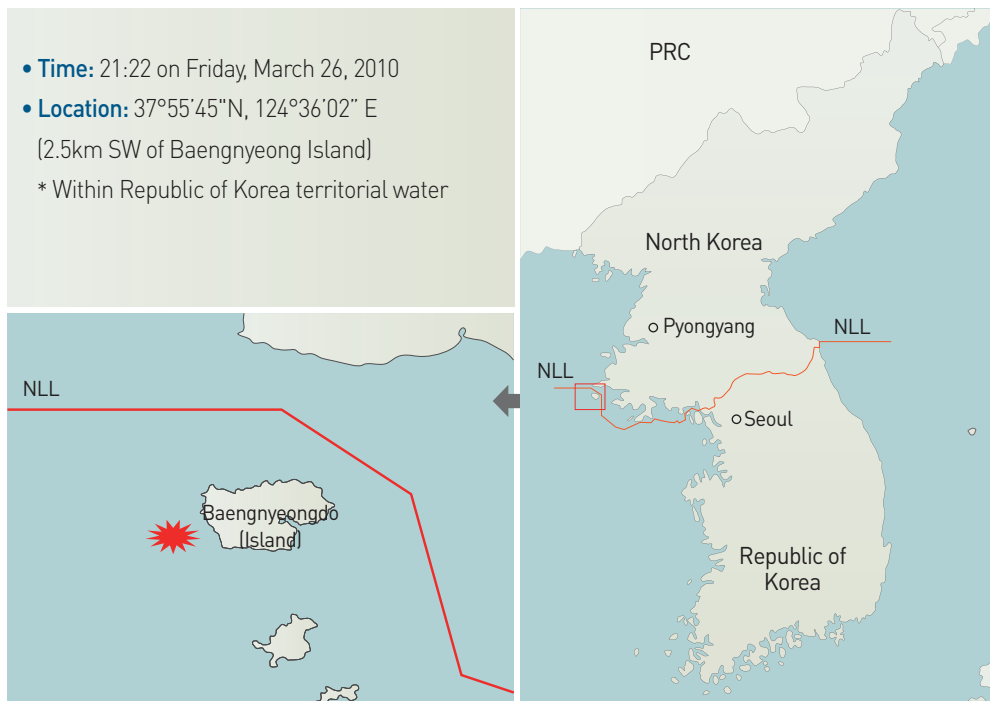 • Time: 21:22 on Friday, March 26, 2010
• Location: 37°55′45"N, 124°36′02″ E
(2.5km SW of Baengnyeong Island)
* Within Republic of Korea territorial water
NLL
Baengnyeongdo
(Island)
PRC
North Korea
Pyongyang
NLL
NLL
Seoul
Republic of
Korea